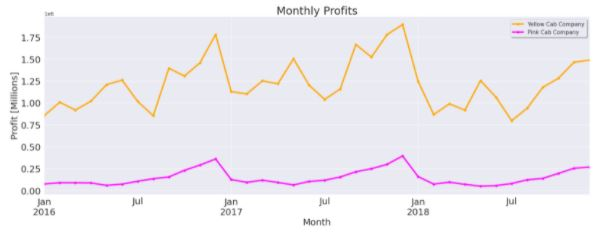 Monthly Profits
1e6
Yellow Cab Company
Pink Cab Company
Profit [Millions]
1.75
1.50
1.25
1.00
0.75
0.50
0.25
0.00
Jan Jul Jan Jul Jan Jul
2016 2017 2018
Month